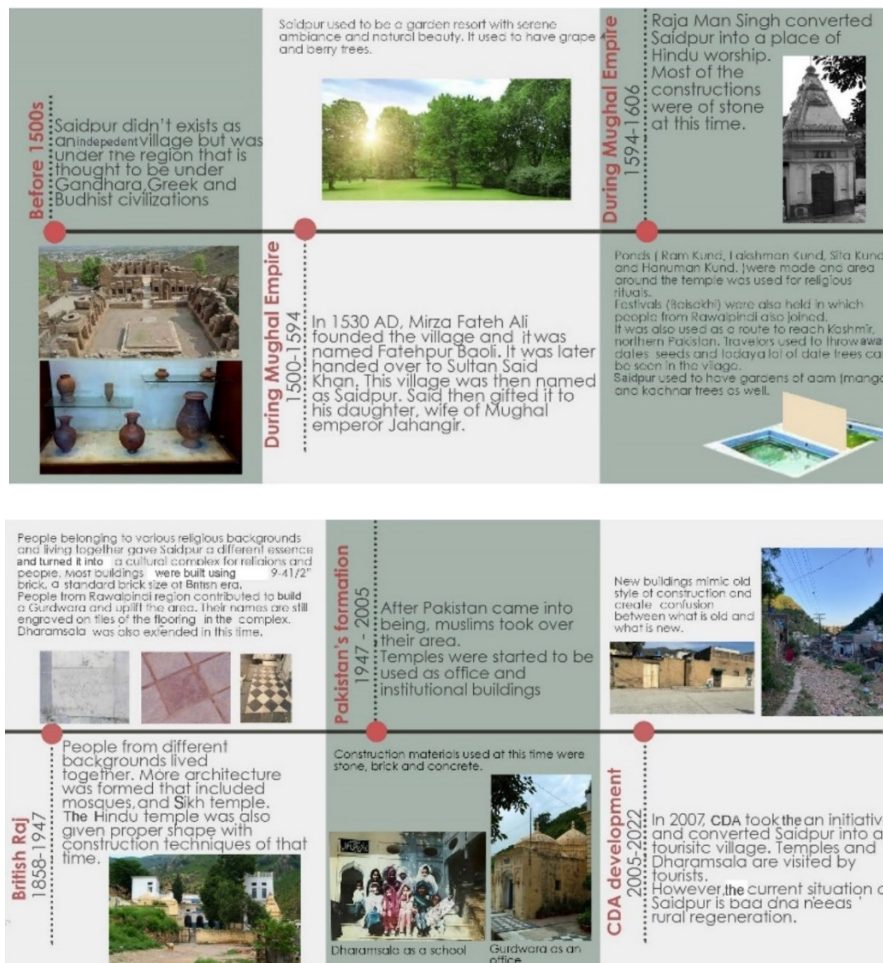 Before 1500s
Saidpur didn't exists as
an indepedent village but was
under the region that is
thought to be under
Gandhara, Greek and
Budhist civilizations
Saidpur used to be a garden resort with serene
ambiance and natural beauty. It used to have grape
and berry trees.
During Mughal Empire
1500-1594
In 1530 AD, Mirza Fateh Ali
founded the village and it was
named Fatehpur Baoli. It was later
handed over to Sultan Said
Khan. This village was then named
as Saidpur. Said then gifted it to
his daughter, wife of Mughal
emperor Jahangir.
During Mughal Empire
1594-1606
Raja Man Singh converted
Saidpur into a place of
Hindu worship.
Most of the
constructions
were of stone
at this time.
Ponds ( Ram Kund, Lakshman Kund, Sita Kund
and Hanuman Kund. )were made and area
around the temple was used for religious
rituals.
Festivals (Baisakhi) were also held in which
people from Rawalpindi also joined.
It was also used as a route to reach Kashmir,
northern Pakistan. Travelors used to throw awa
dates seeds and today a lot of date trees ca
be seen in the village.
Saidpur used to have gardens of aam (mango
and kachnar trees as well.
People belonging to various religious backgrounds
and living together gave Saidpur a different essence
and turned it into a cultural complex for religions and
people. Most buildings were built using 9-41/2"
brick, a standard brick size of British era.
People from Rawalpindi region contributed to build
a Gurdwara and uplift the area. Their names are still
engraved on tiles of the flooring in the complex.
Dharamsala was also extended in this time.
British Raj
1858-1947
People from different
backgrounds lived
together. More architecture
was formed that included
mosques, and Sikh temple.
The Hindu temple was also
given proper shape with
construction techniques of that
time.
Pakistan's formation
1947 - 2005
After Pakistan came into
being, muslims took over
their area.
Temples were started to be
used as office and
institutional buildings
Construction materials used at this time were
stone, brick and concrete.
Dharamsala as a school
Gurdwara as an
office
New buildings mimic old
style of construction and
create confusion
between what is old and
what is new.
CDA development
2005-2022
In 2007, CDA took the an initiativ
and converted Saidpur into a
tourisitc village. Temples and
Dharamsala are visited by
tourists.
However, the current situation o
Saidpur is bad dna needs
rural regeneration.